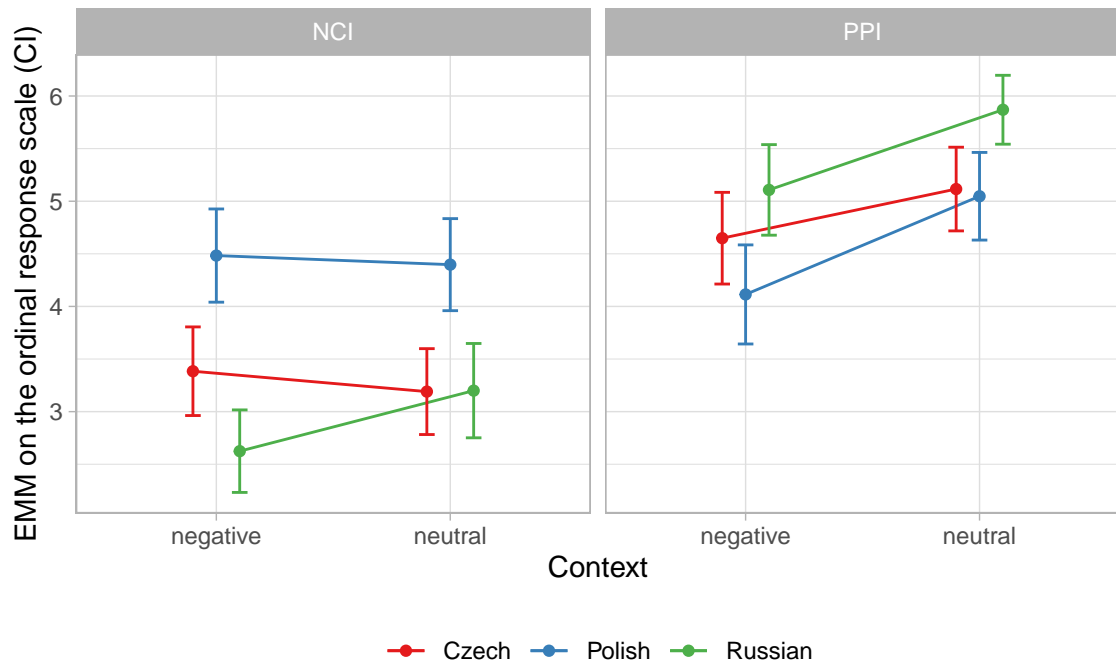 NCI
PPI
EMM on the ordinal response scale (CI)
6
5
4
3
negative
neutral
negative
neutral
Context
Czech
Polish
Russian